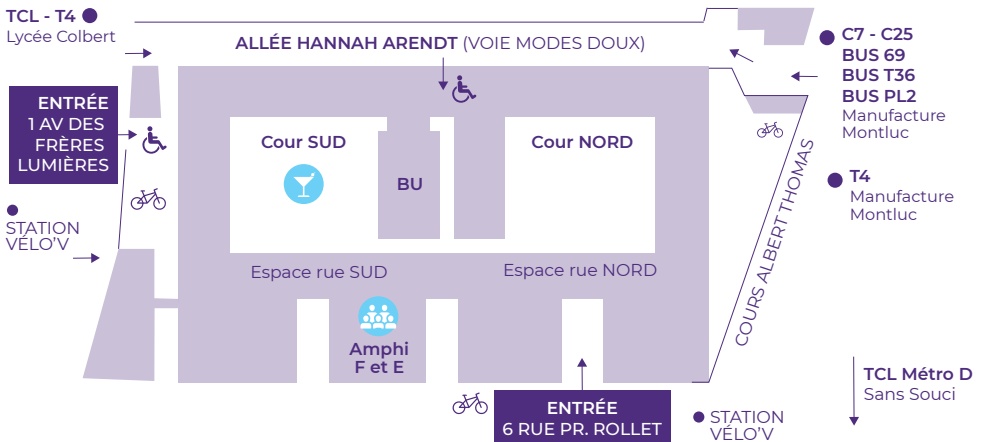 TCL - T4
Lycée Colbert
ALLÉE HANNAH ARENDT (VOIE MODES DOUX)
C7 - C25
BUS 69
BUS T36
BUS PL2
Manufacture
Montluc
ENTRÉE
1 AV DES
FRÈRES
LUMIÈRES
Cour SUD
Cour NORD
BU
T4
Manufacture
Montluc
STATION
VÉLO'V
COURS ALBERT THOMAS
Espace rue SUD
Espace rue NORD
Amphi
F et E
TCL Métro D
Sans Souci
ENTRÉE
6 RUE PR. ROLLET
STATION
VÉLO'V